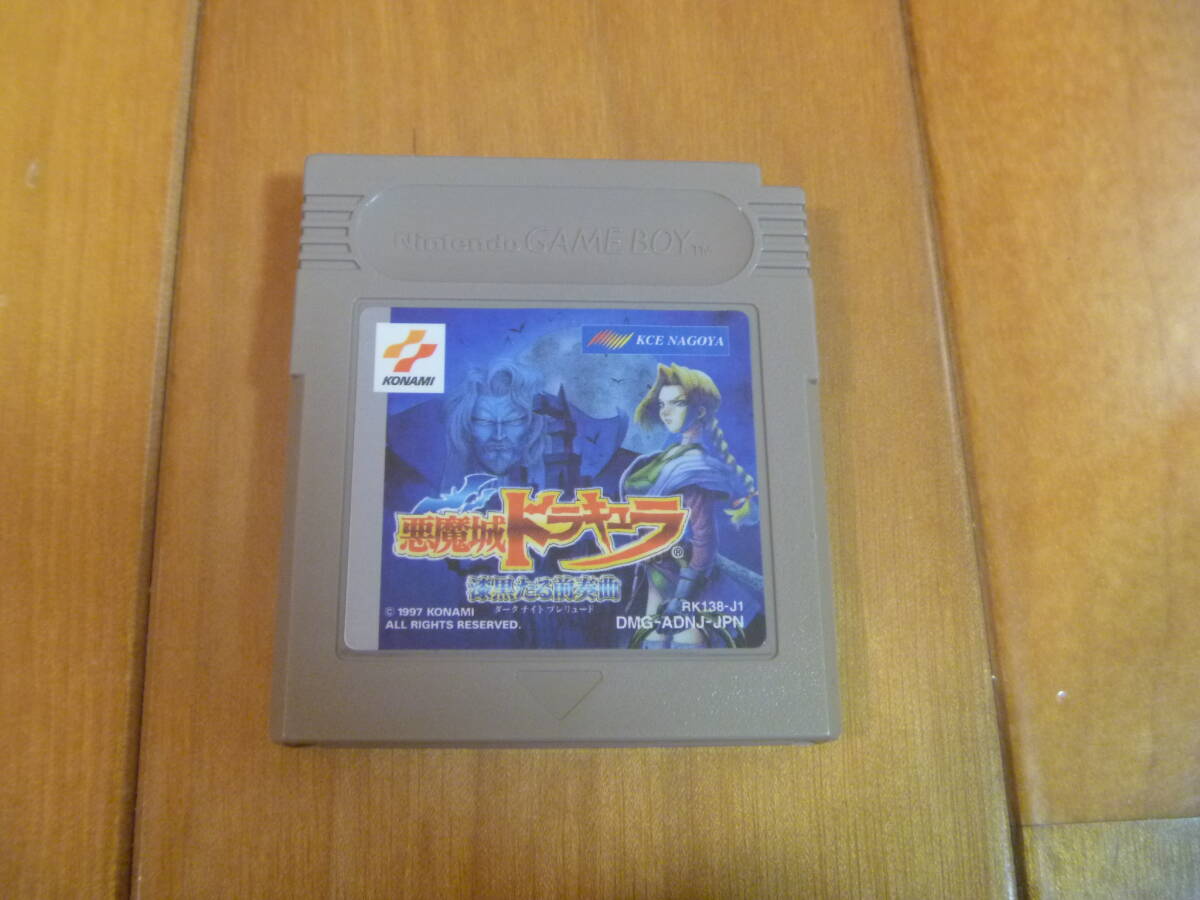 Nintendo GAME BOY™
KONAMI
KCE NAGOYA
悪魔城ドラキュラ®
漆黒たる前奏曲
ダークナイトプレリュード
© 1997 KONAMI
ALL RIGHTS RESERVED.
RK138-J1
DMG-ADNJ-JPN